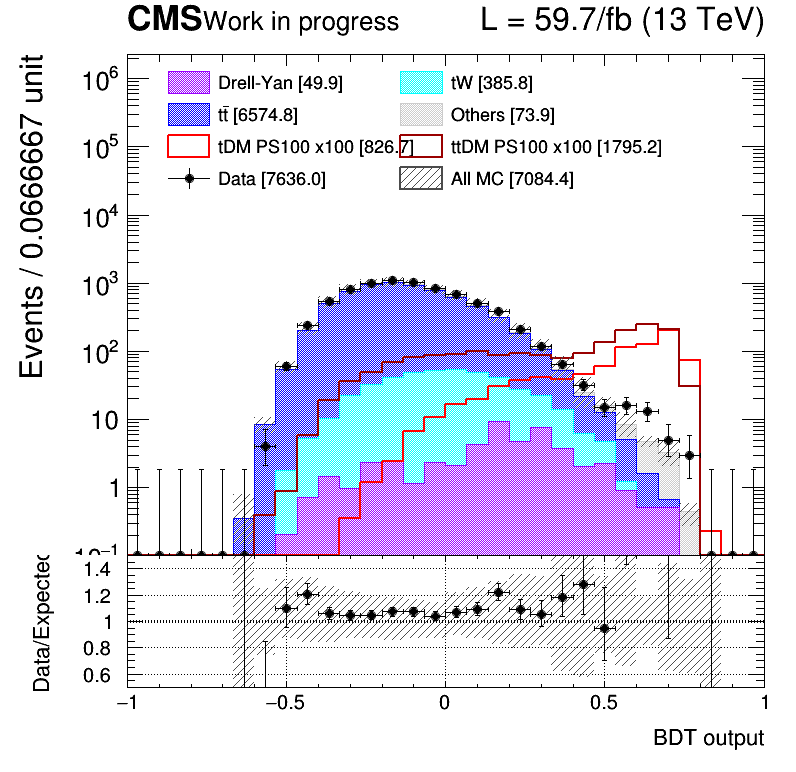 CMS Work in progress L = 59.7/fb (13 TeV)
Events / 0.0666667 unit
10⁶
10⁵
10⁴
10³
10²
10
1
10⁻¹
Drell-Yan [49.9]
tW [385.8]
tt̄ [6574.8]
Others [73.9]
tDM PS100 x100 [826.7]
ttDM PS100 x100 [1795.2]
Data [7636.0]
All MC [7084.4]
Data/Expected
1.4
1.2
1
0.8
0.6
−1 −0.5 0 0.5 1
BDT output